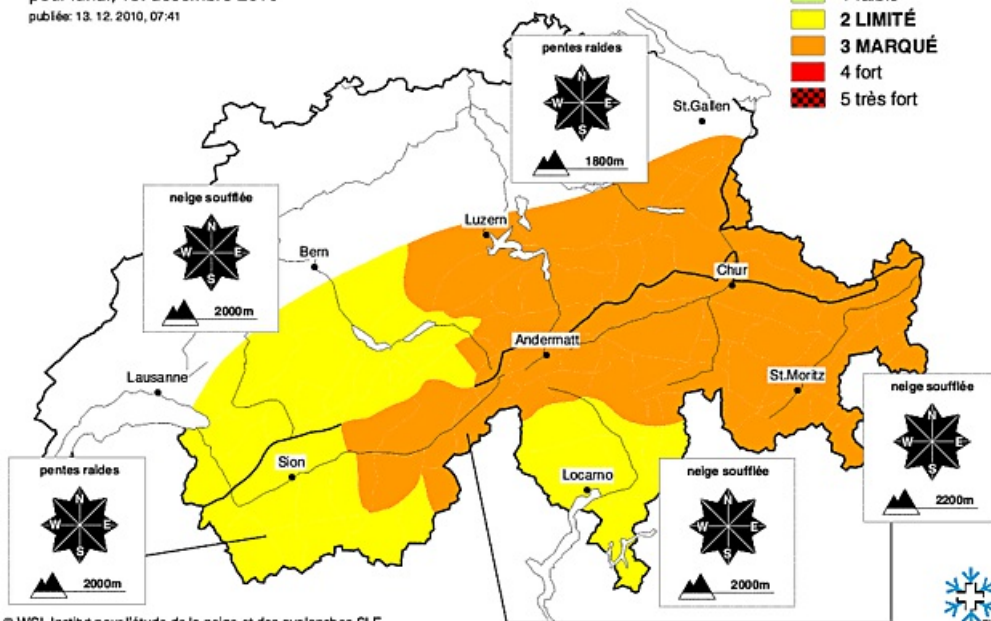 publiée: 13. 12. 2010, 07:41
2 LIMITÉ
3 MARQUÉ
4 fort
5 très fort
pentes raides
N
W E
S
1800m
St.Gallen
neige soufflée
N
W E
S
2000m
Luzern
Bern
Chur
Andermatt
Lausanne
St.Moritz
neige soufflée
N
W E
S
2200m
Sion
Locarno
pentes raides
N
W E
S
2000m
neige soufflée
N
W E
S
2000m